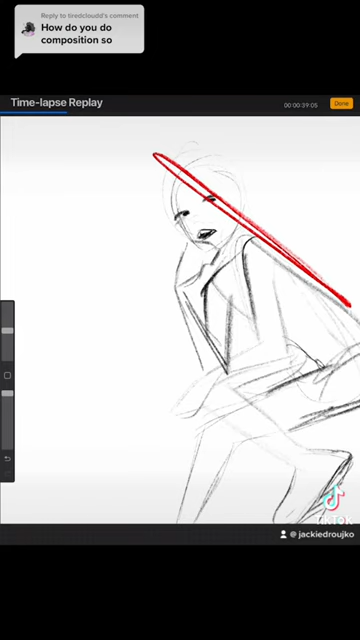 Reply to tiredcloudd's comment
How do you do
composition so
Time-lapse Replay
00:00:39:05
Done
TikTok
@ jackiedroujko